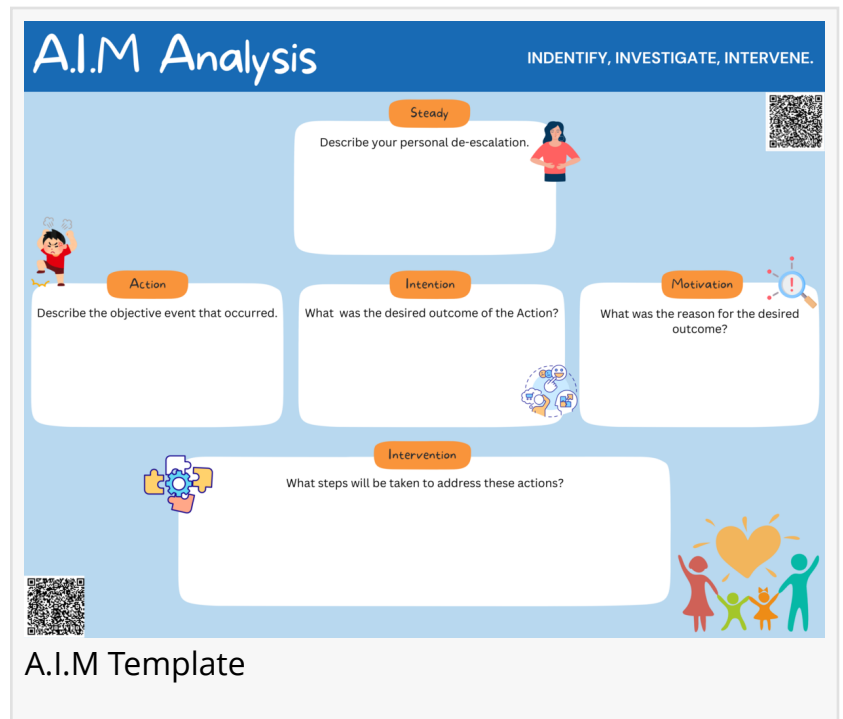 A.I.M Analysis
INDENTIFY, INVESTIGATE, INTERVENE.
Steady
Describe your personal de-escalation.
Action
Describe the objective event that occurred.
Intention
What was the desired outcome of the Action?
Motivation
What was the reason for the desired
outcome?
Intervention
What steps will be taken to address these actions?
A.I.M Template